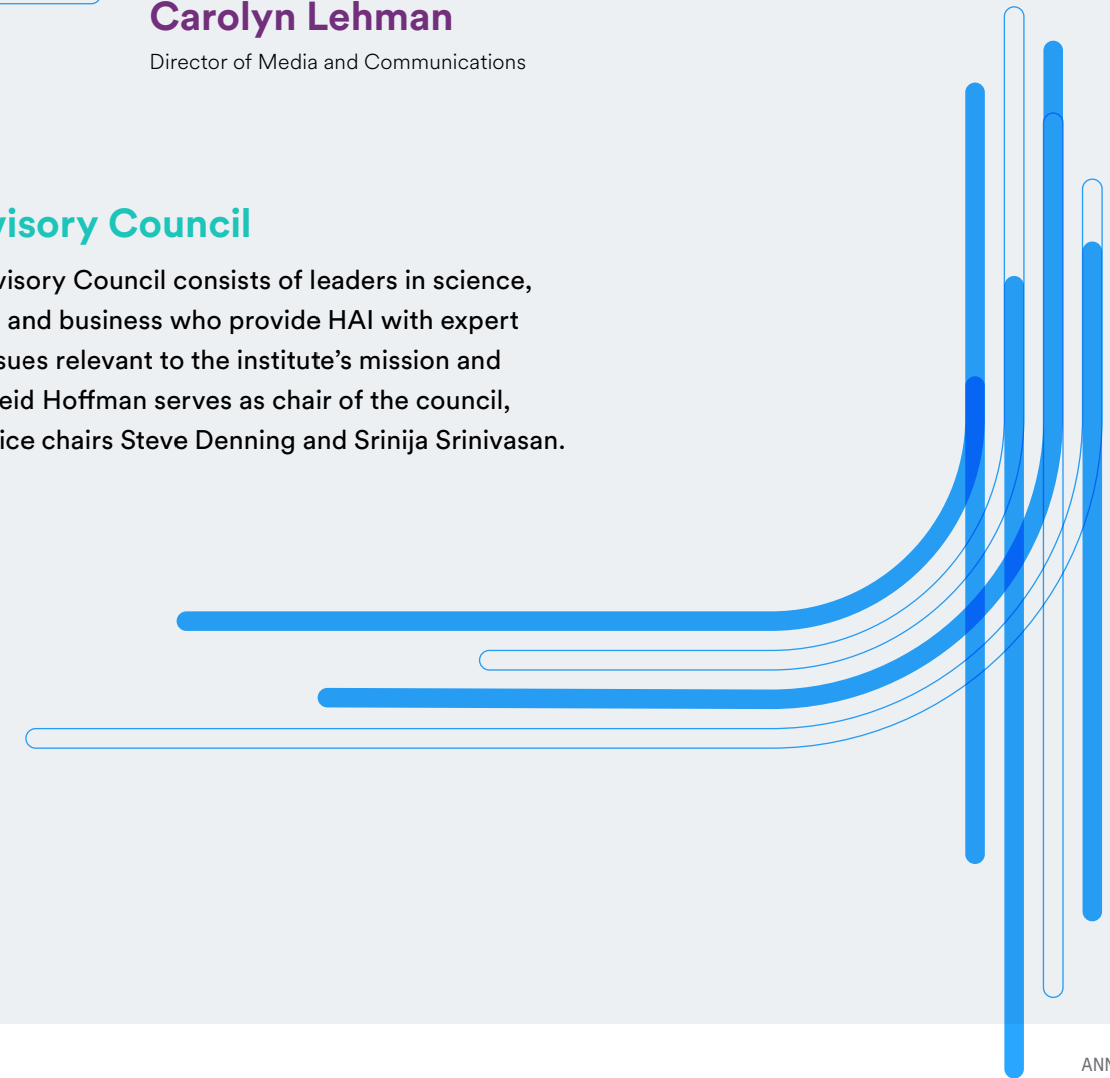 Carolyn Lehman
Director of Media and Communications
visory Council
visory Council consists of leaders in science,
and business who provide HAI with expert
ssues relevant to the institute’s mission and
eid Hoffman serves as chair of the council,
ice chairs Steve Denning and Srinija Srinivasan.
ANN